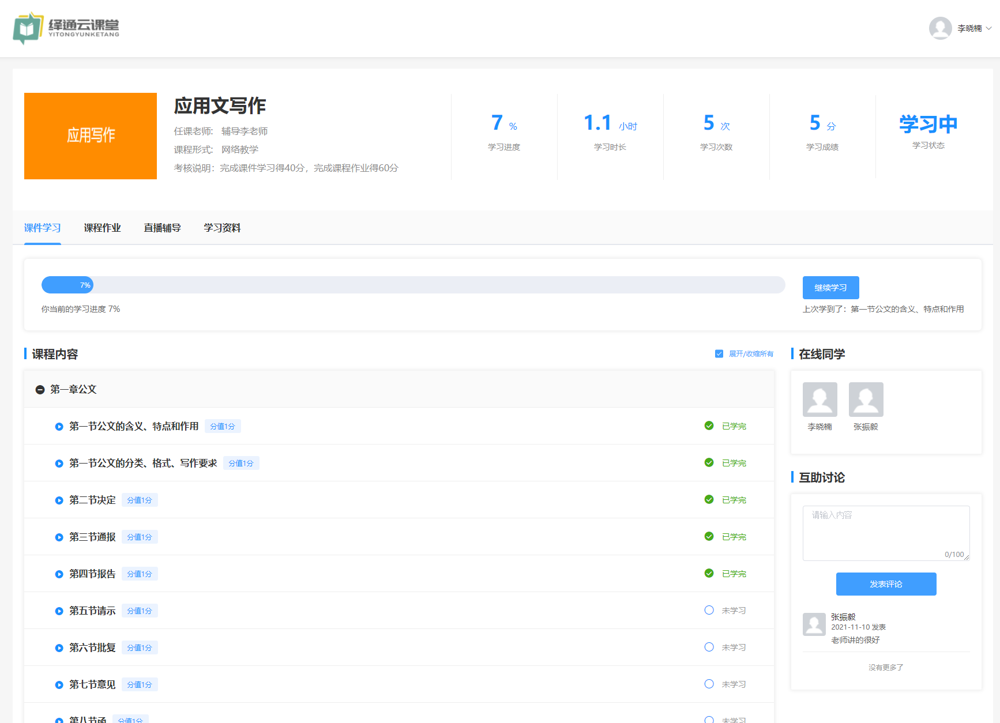 绎通云课堂
YITONGYUNKETANG
李晓楠
应用写作
应用文写作
任课老师: 辅导李老师
课程形式: 网络教学
考核说明：完成课件学习得40分，完成课程作业得60分
7 %
学习进度
1.1 小时
学习时长
5 次
学习次数
5 分
学习成绩
学习中
学习状态
课件学习 课程作业 直播辅导 学习资料
7%
你当前的学习进度 7%
继续学习
上次学到了：第一节公文的含义、特点和作用
课程内容
展开/收缩所有
第一章公文
第一节公文的含义、特点和作用 分值1分 已学完
第一节公文的分类、格式、写作要求 分值1分 已学完
第二节决定 分值1分 已学完
第三节通报 分值1分 已学完
第四节报告 分值1分 已学完
第五节请示 分值1分 未学习
第六节批复 分值1分 未学习
第七节意见 分值1分 未学习
第八节函 分值1分 未学习
在线同学
李晓楠 张振毅
互助讨论
请输入内容
0/100
发表评论
张振毅
2021-11-10 发表
老师讲的很好
没有更多了